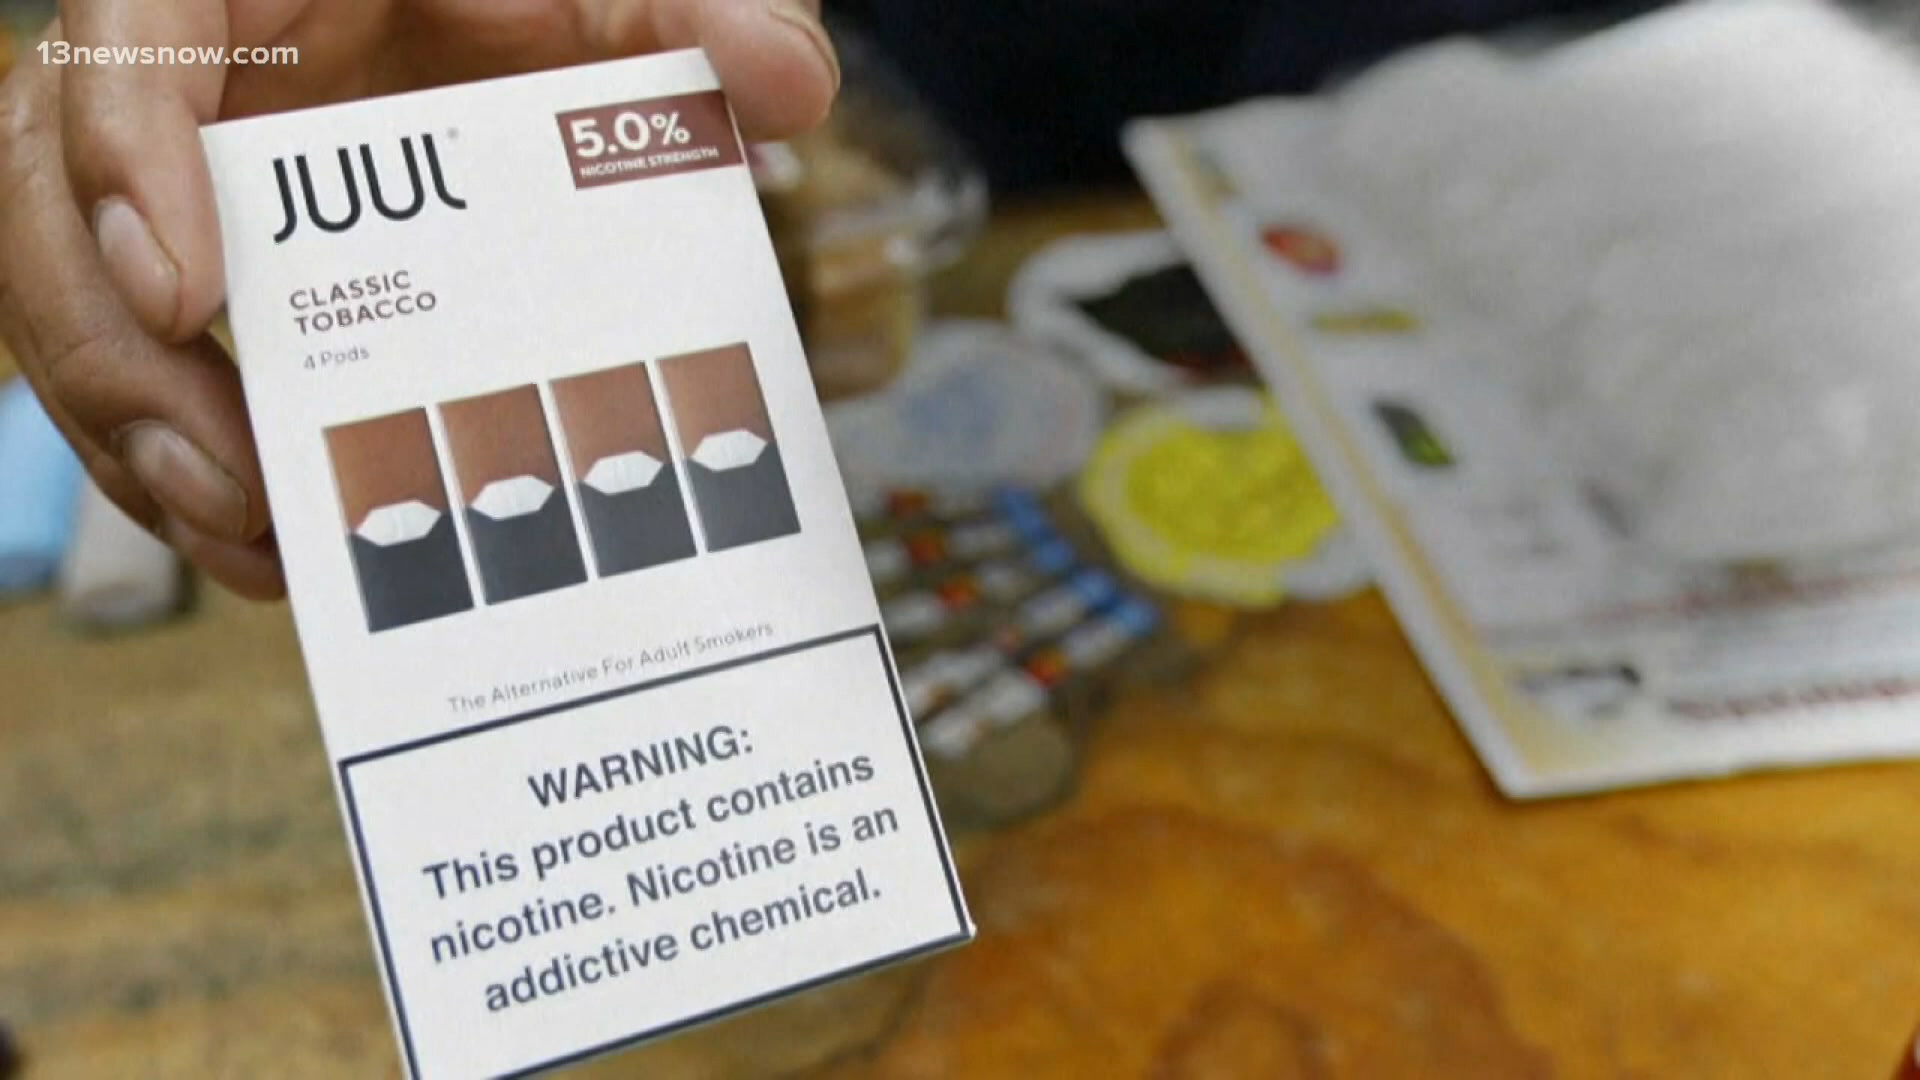 13newsnow.com
JUUL®
5.0%
NICOTINE STRENGTH
CLASSIC
TOBACCO
4 Pods
The Alternative For Adult Smokers
WARNING:
This product contains
nicotine. Nicotine is an
addictive chemical.